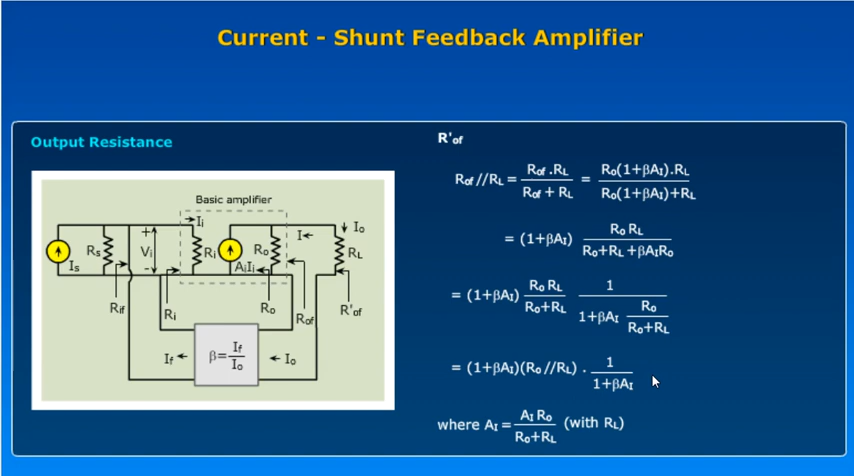 Current - Shunt Feedback Amplifier
Output Resistance
Basic amplifier
Ii
+
Vi
-
Is
Rs
Ri
AiIi
Ro
I
Io
RL
Rif
Ri
Ro
Rof
R'of
If
β = If / Io
Io
R'of
Rof // RL = Rof . RL / Rof + RL = Ro(1+βAI).RL / Ro(1+βAI)+RL
= (1+βAI) Ro RL / Ro+RL+βAIRo
= (1+βAI) Ro RL / Ro+RL 1 / 1+βAI Ro / Ro+RL
= (1+βAI)(Ro // RL) . 1 / 1+βAI
where AI = AI Ro / Ro+RL (with RL)